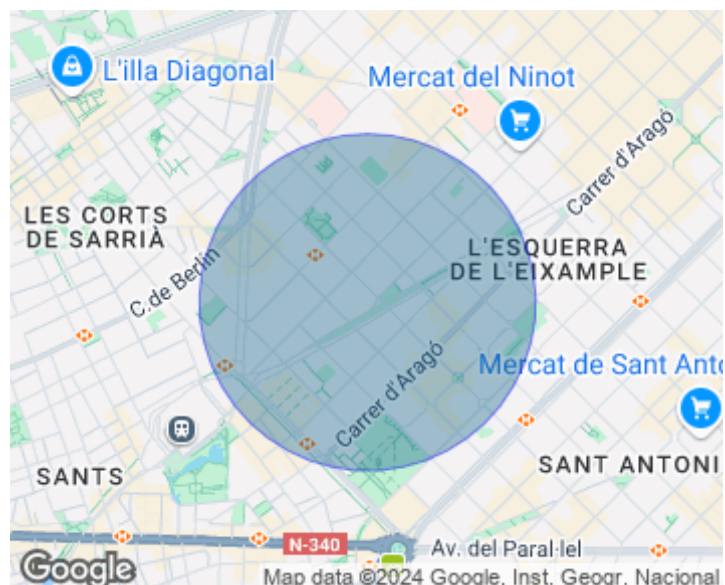 L'illa Diagonal
Mercat del Ninot
Carrer d'Aragó
LES CORTS
DE SARRIÀ
L'ESQUERRA
DE L'EIXAMPLE
C. de Berlín
Mercat de Sant Anto
Carrer d'Aragó
SANTS
SANT ANTONI
N-340
Av. del Paral·lel
Google
Map data ©2024 Google, Inst. Geogr. Nacional